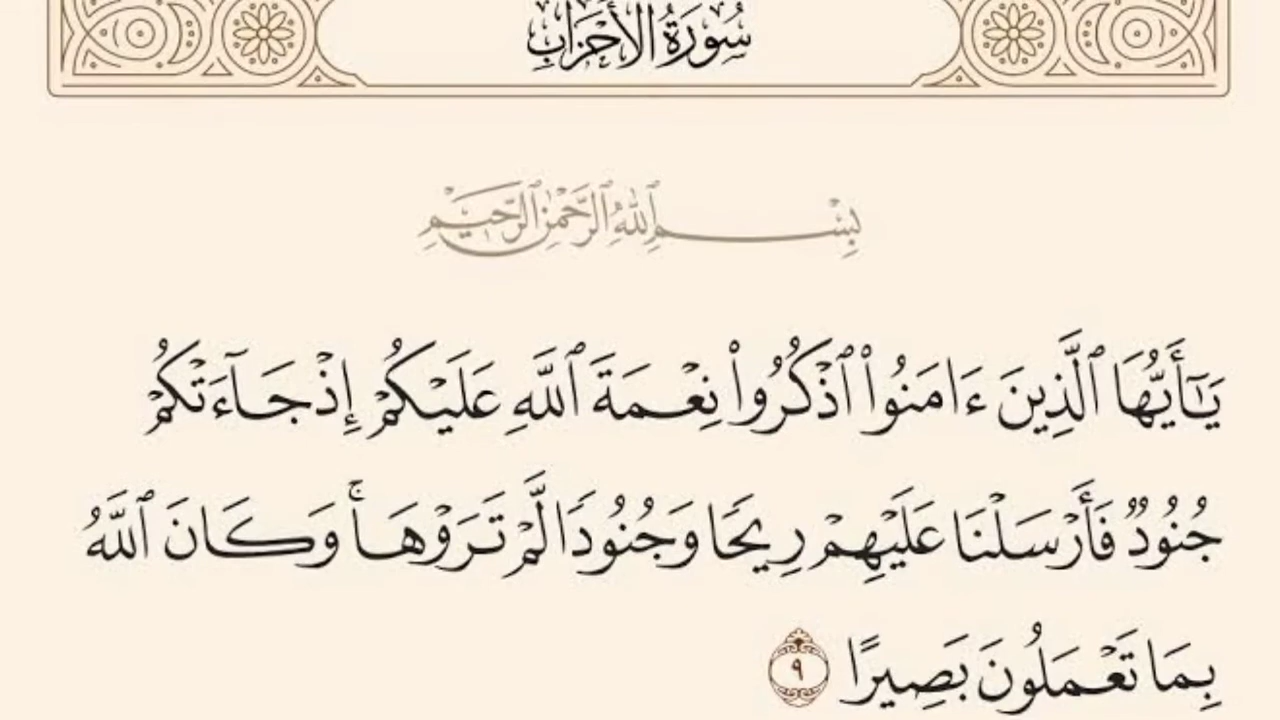 سُورَةُ الأَحْزَابِ
بِسْمِ ٱللَّهِ ٱلرَّحْمَٰنِ ٱلرَّحِيمِ
يَـٰٓأَيُّهَا ٱلَّذِينَ ءَامَنُوا۟ ٱذْكُرُوا۟ نِعْمَةَ ٱللَّهِ عَلَيْكُمْ إِذْ جَآءَتْكُمْ
جُنُودٌ فَأَرْسَلْنَا عَلَيْهِمْ رِيحًا وَجُنُودًا لَّمْ تَرَوْهَا ۚ وَكَانَ ٱللَّهُ
بِمَا تَعْمَلُونَ بَصِيرًا ٩